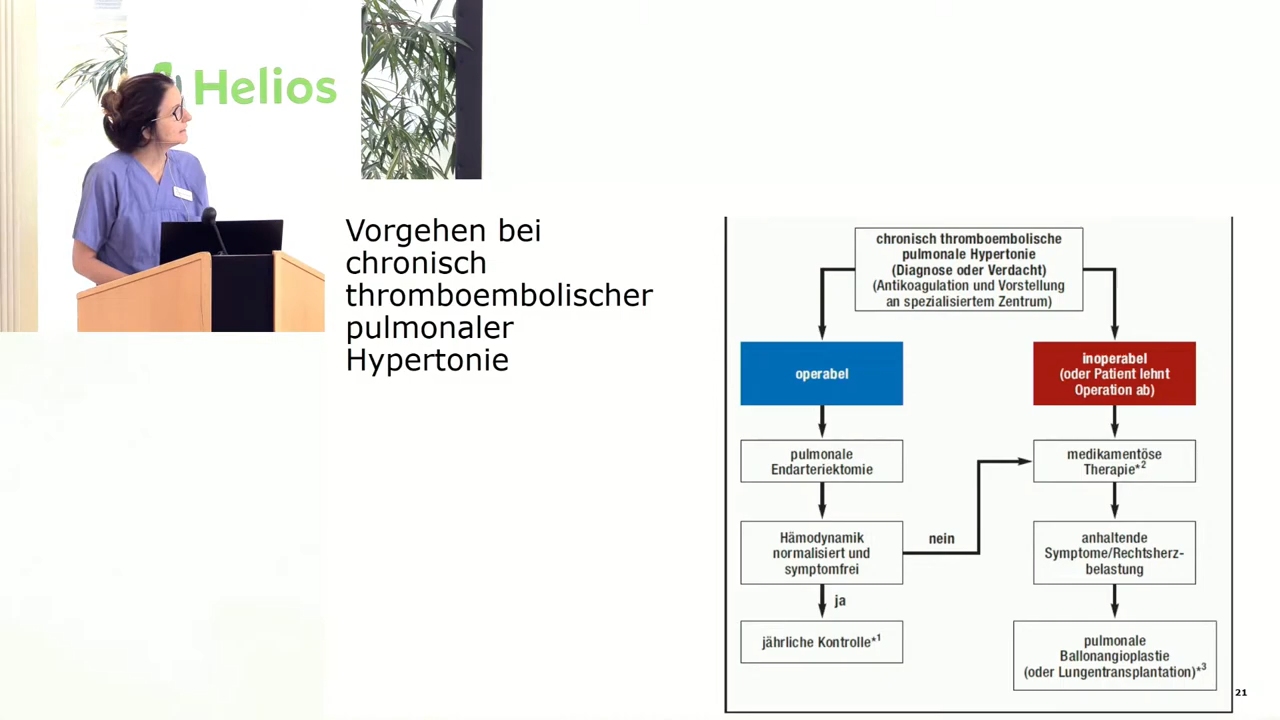 Helios
Vorgehen bei
chronisch
thromboembolischer
pulmonaler
Hypertonie
chronisch thromboembolische
pulmonale Hypertonie
(Diagnose oder Verdacht)
(Antikoagulation und Vorstellung
an spezialisiertem Zentrum)
operabel
inoperabel
(oder Patient lehnt
Operation ab)
pulmonale
Endarteriektomie
medikamentöse
Therapie*2
Hämodynamik
normalisiert und
symptomfrei
nein
anhaltende
Symptome/Rechtsherz-
belastung
ja
jährliche Kontrolle*1
pulmonale
Ballonangioplastie
(oder Lungentransplantation)*3
21